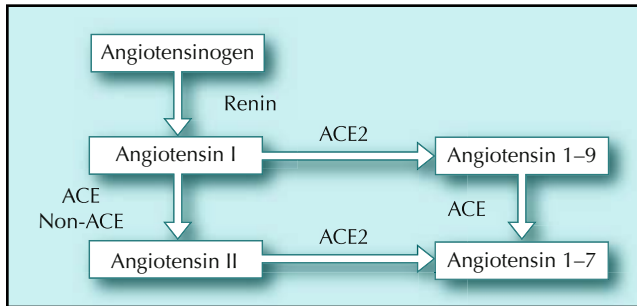 Angiotensinogen
Renin
ACE2
Angiotensin I
Angiotensin 1–9
ACE
Non-ACE
ACE
ACE2
Angiotensin II
Angiotensin 1–7